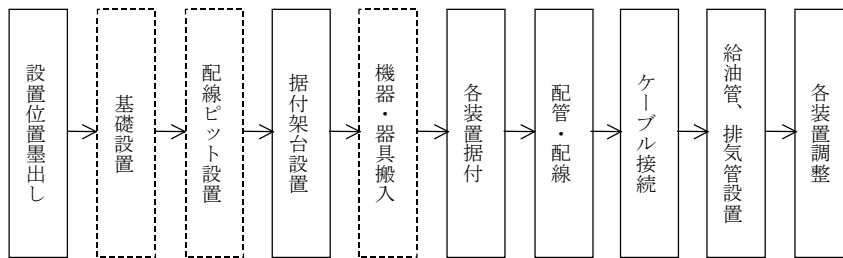 設置位置墨出し
基礎設置
配線ピット設置
据付架台設置
機器・器具搬入
各装置据付
配管・配線
ケーブル接続
給油管、排気管設置
各装置調整